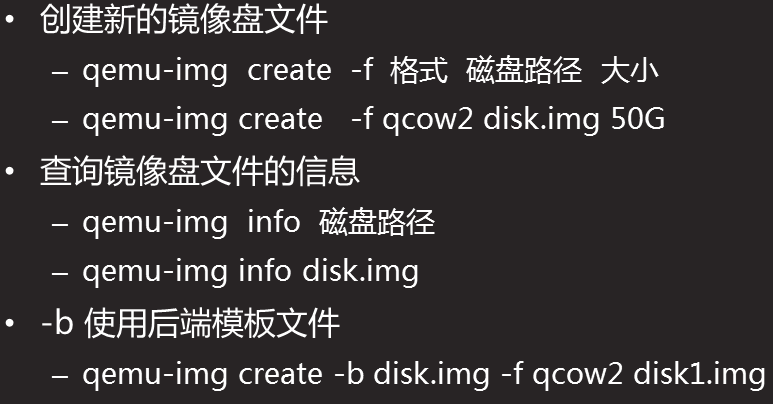 • 创建新的镜像盘文件
– qemu-img create -f 格式 磁盘路径 大小
– qemu-img create -f qcow2 disk.img 50G
• 查询镜像盘文件的信息
– qemu-img info 磁盘路径
– qemu-img info disk.img
• -b 使用后端模板文件
– qemu-img create -b disk.img -f qcow2 disk1.img